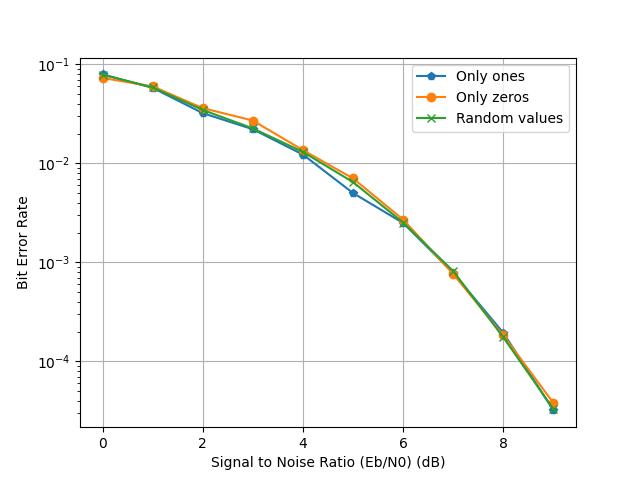 10⁻¹
10⁻²
10⁻³
10⁻⁴
Bit Error Rate
Only ones
Only zeros
Random values
0 2 4 6 8
Signal to Noise Ratio (Eb/N0) (dB)